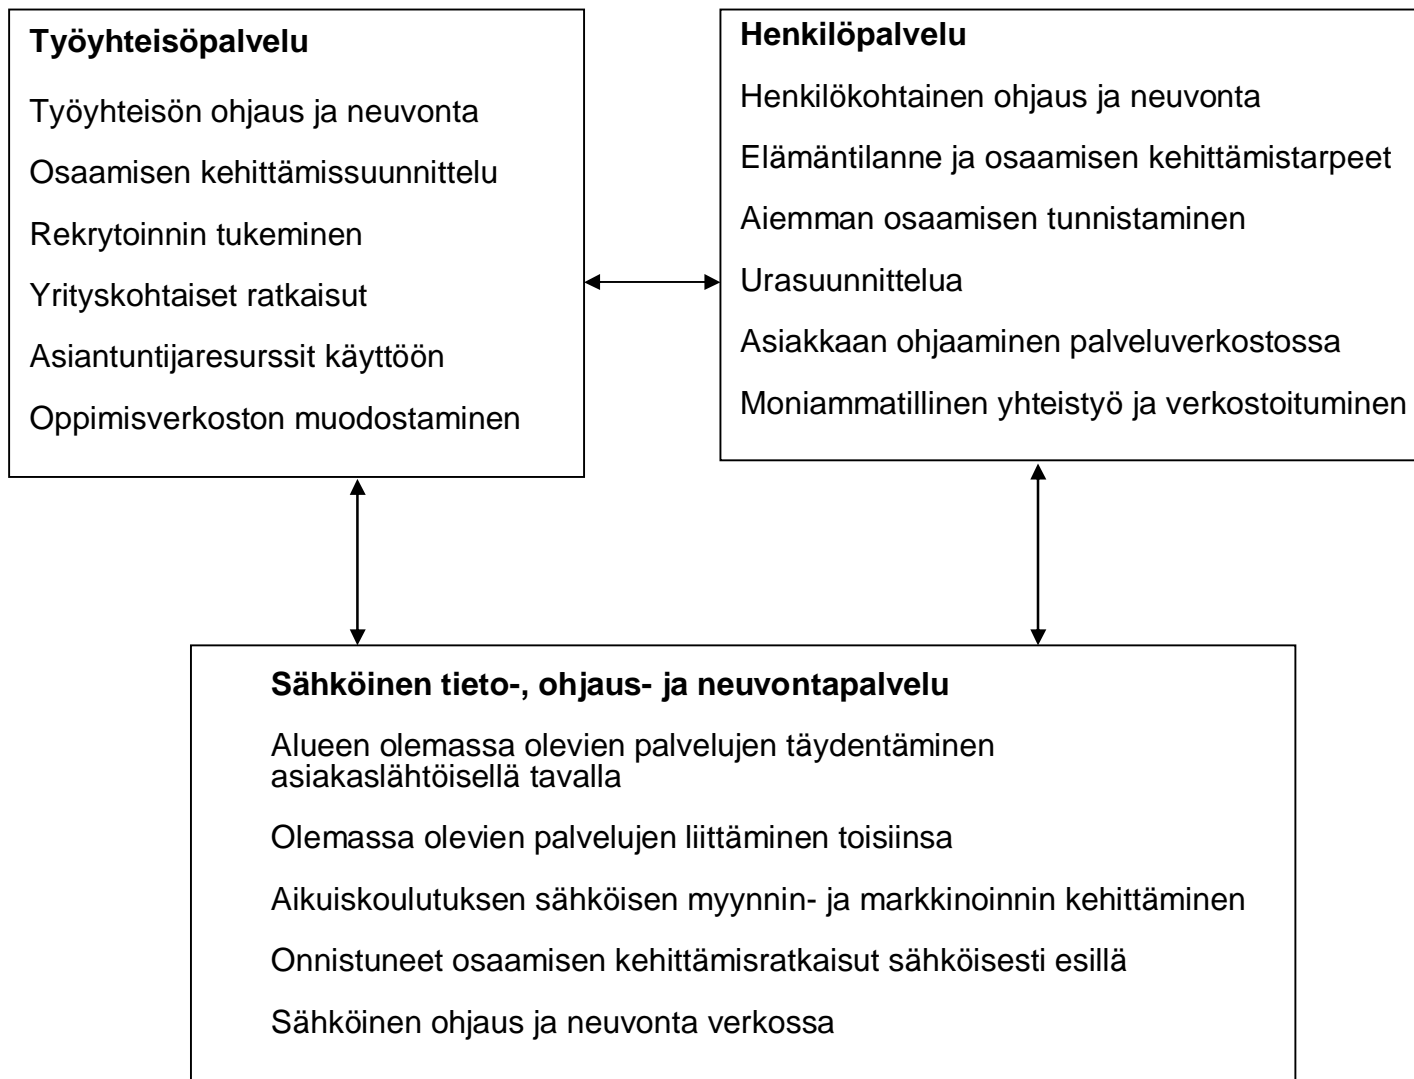 Työyhteisöpalvelu
Työyhteisön ohjaus ja neuvonta
Osaamisen kehittämissuunnittelu
Rekrytoinnin tukeminen
Yrityskohtaiset ratkaisut
Asiantuntijaresurssit käyttöön
Oppimisverkoston muodostaminen
Henkilöpalvelu
Henkilökohtainen ohjaus ja neuvonta
Elämäntilanne ja osaamisen kehittämistarpeet
Aiemman osaamisen tunnistaminen
Urasuunnittelua
Asiakkaan ohjaaminen palveluverkostossa
Moniammatillinen yhteistyö ja verkostoituminen
Sähköinen tieto-, ohjaus- ja neuvontapalvelu
Alueen olemassa olevien palvelujen täydentäminen
asiakaslähtöisellä tavalla
Olemassa olevien palvelujen liittäminen toisiinsa
Aikuiskoulutuksen sähköisen myynnin- ja markkinoinnin kehittäminen
Onnistuneet osaamisen kehittämisratkaisut sähköisesti esillä
Sähköinen ohjaus ja neuvonta verkossa